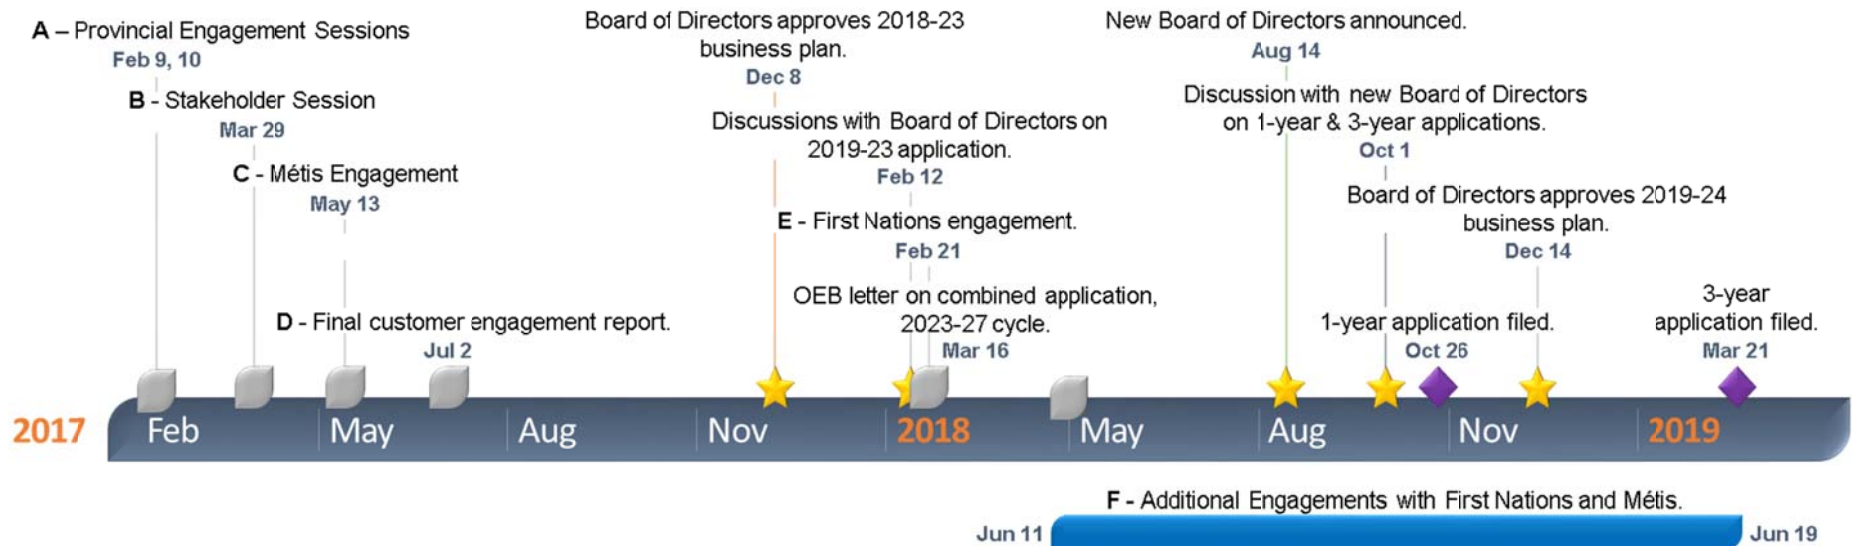 A – Provincial Engagement Sessions
Feb 9, 10
B - Stakeholder Session
Mar 29
C - Métis Engagement
May 13
D - Final customer engagement report.
Jul 2
Board of Directors approves 2018-23
business plan.
Dec 8
Discussions with Board of Directors on
2019-23 application.
Feb 12
E - First Nations engagement.
Feb 21
OEB letter on combined application,
2023-27 cycle.
Mar 16
New Board of Directors announced.
Aug 14
Discussion with new Board of Directors
on 1-year & 3-year applications.
Oct 1
Board of Directors approves 2019-24
business plan.
Dec 14
1-year application filed.
Oct 26
3-year
application filed.
Mar 21
2017 Feb May Aug Nov 2018 May Aug Nov 2019
F - Additional Engagements with First Nations and Métis.
Jun 11 Jun 19